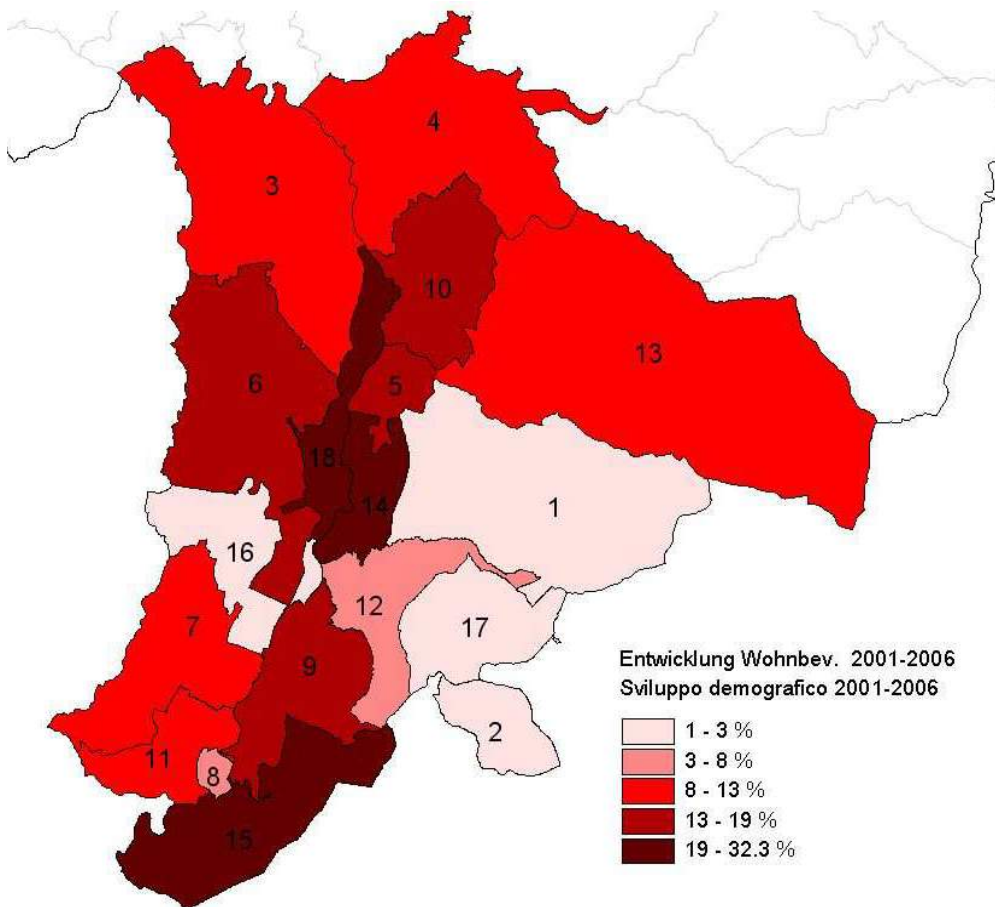 4
3
10
13
6
5
18
14
1
16
12
7
17
9
2
11
8
15
Entwicklung Wohnbev. 2001-2006
Sviluppo demografico 2001-2006
1 - 3 %
3 - 8 %
8 - 13 %
13 - 19 %
19 - 32.3 %